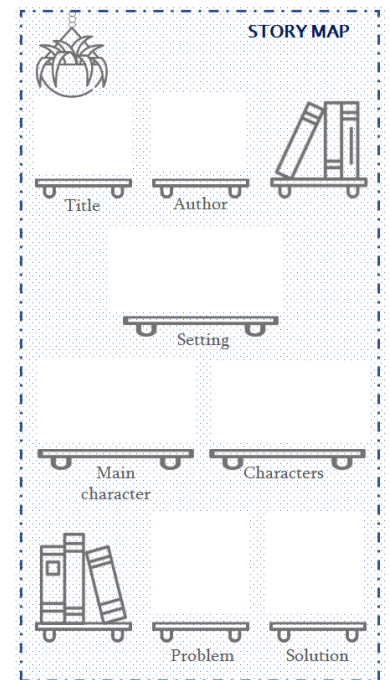 STORY MAP
Title
Author
Setting
Main
character
Characters
Problem
Solution